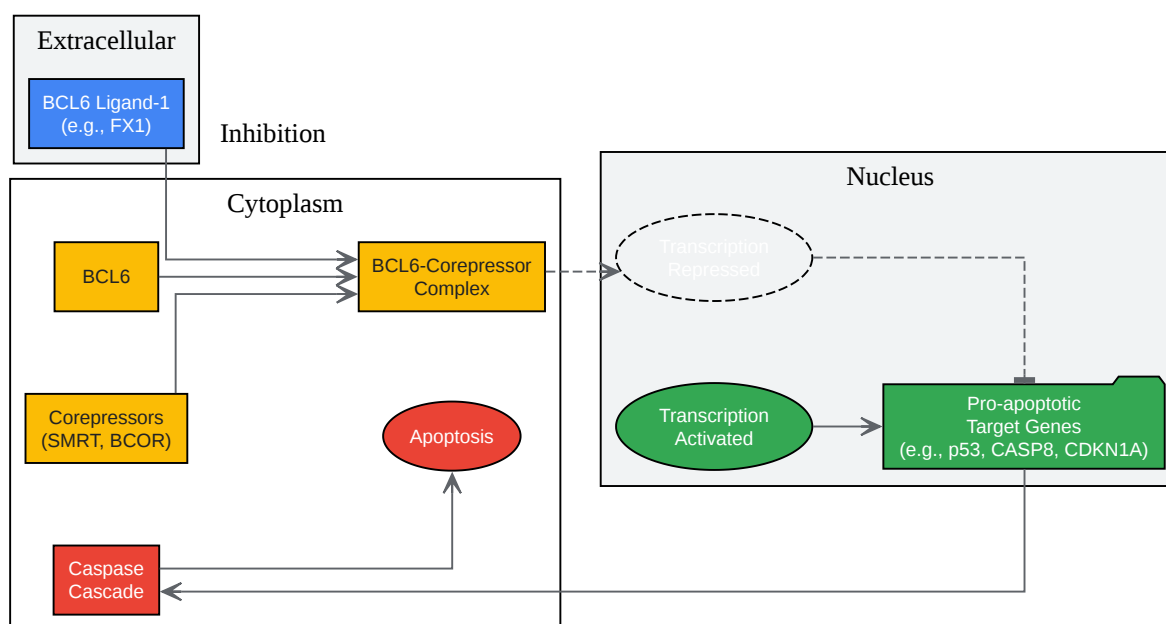 Extracellular
BCL6 Ligand-1
(e.g., FX1)
Inhibition
Cytoplasm
BCL6
BCL6-Corepressor
Complex
Corepressors
(SMRT, BCOR)
Apoptosis
Caspase
Cascade
Nucleus
Transcription
Repressed
Transcription
Activated
Pro-apoptotic
Target Genes
(e.g., p53, CASP8, CDKN1A)